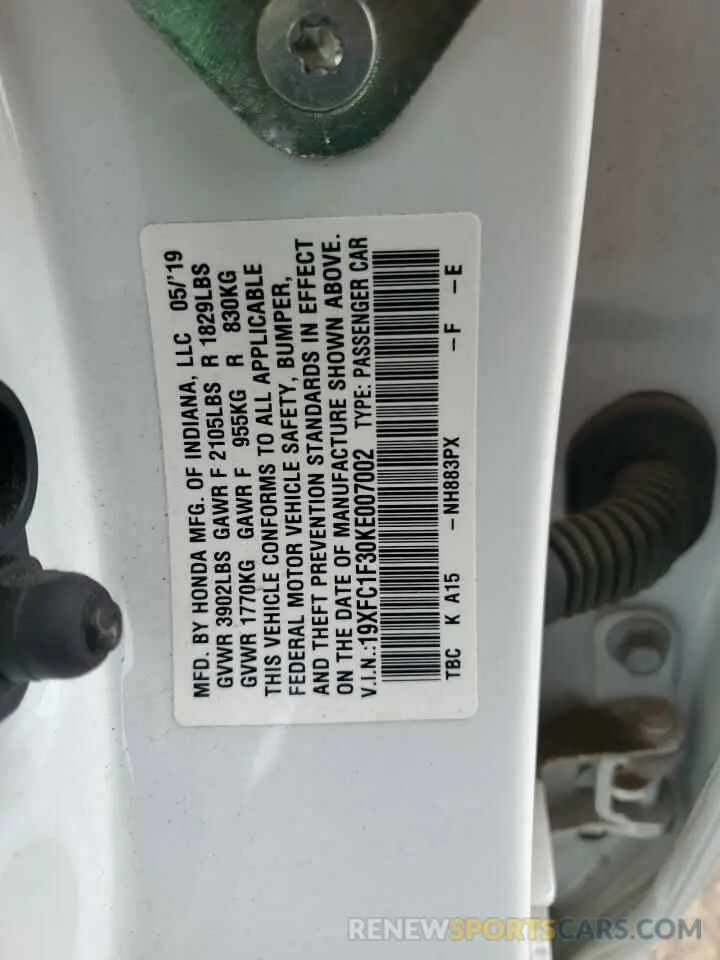 MFD. BY HONDA MFG. OF INDIANA, LLC 05/'19
GVWR 3902LBS GAWR F 2105LBS R 1829LBS
GVWR 1770KG GAWR F 955KG R 830KG
THIS VEHICLE CONFORMS TO ALL APPLICABLE
FEDERAL MOTOR VEHICLE SAFETY, BUMPER,
AND THEFT PREVENTION STANDARDS IN EFFECT
ON THE DATE OF MANUFACTURE SHOWN ABOVE.
V.I.N.:19XFC1F30KE007002 TYPE: PASSENGER CAR
TBC K A15 -NH883PX -F -E
RENEWSPORTSCARS.COM